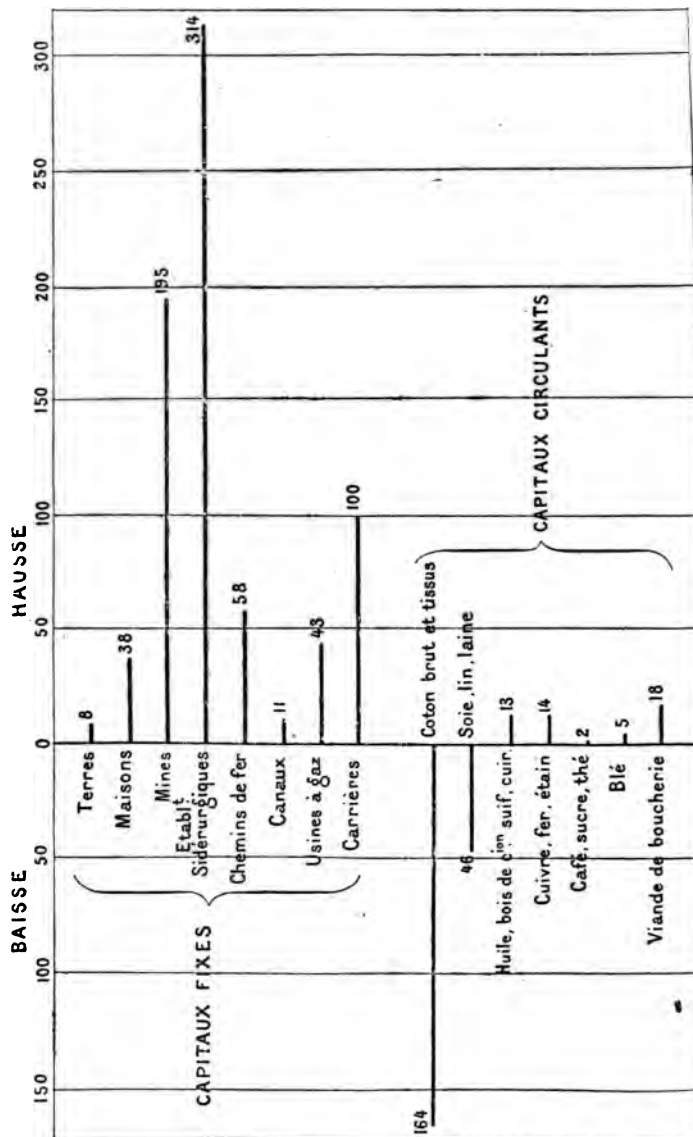 BAISSE
HAUSSE
150
100
50
0
50
100
150
200
250
300
CAPITAUX FIXES
Terres
8
Maisons
38
Mines
195
Etablt
Sidérurgiques
314
Chemins de fer
58
Canaux
11
Usines à gaz
43
Carrières
100
CAPITAUX CIRCULANTS
Coton brut et tissus
164
Soie, lin, laine
46
Huile, bois de cion suif, cuir.
13
Cuivre, fer, étain
14
Café, sucre, thé
2
Blé
5
Viande de boucherie
18